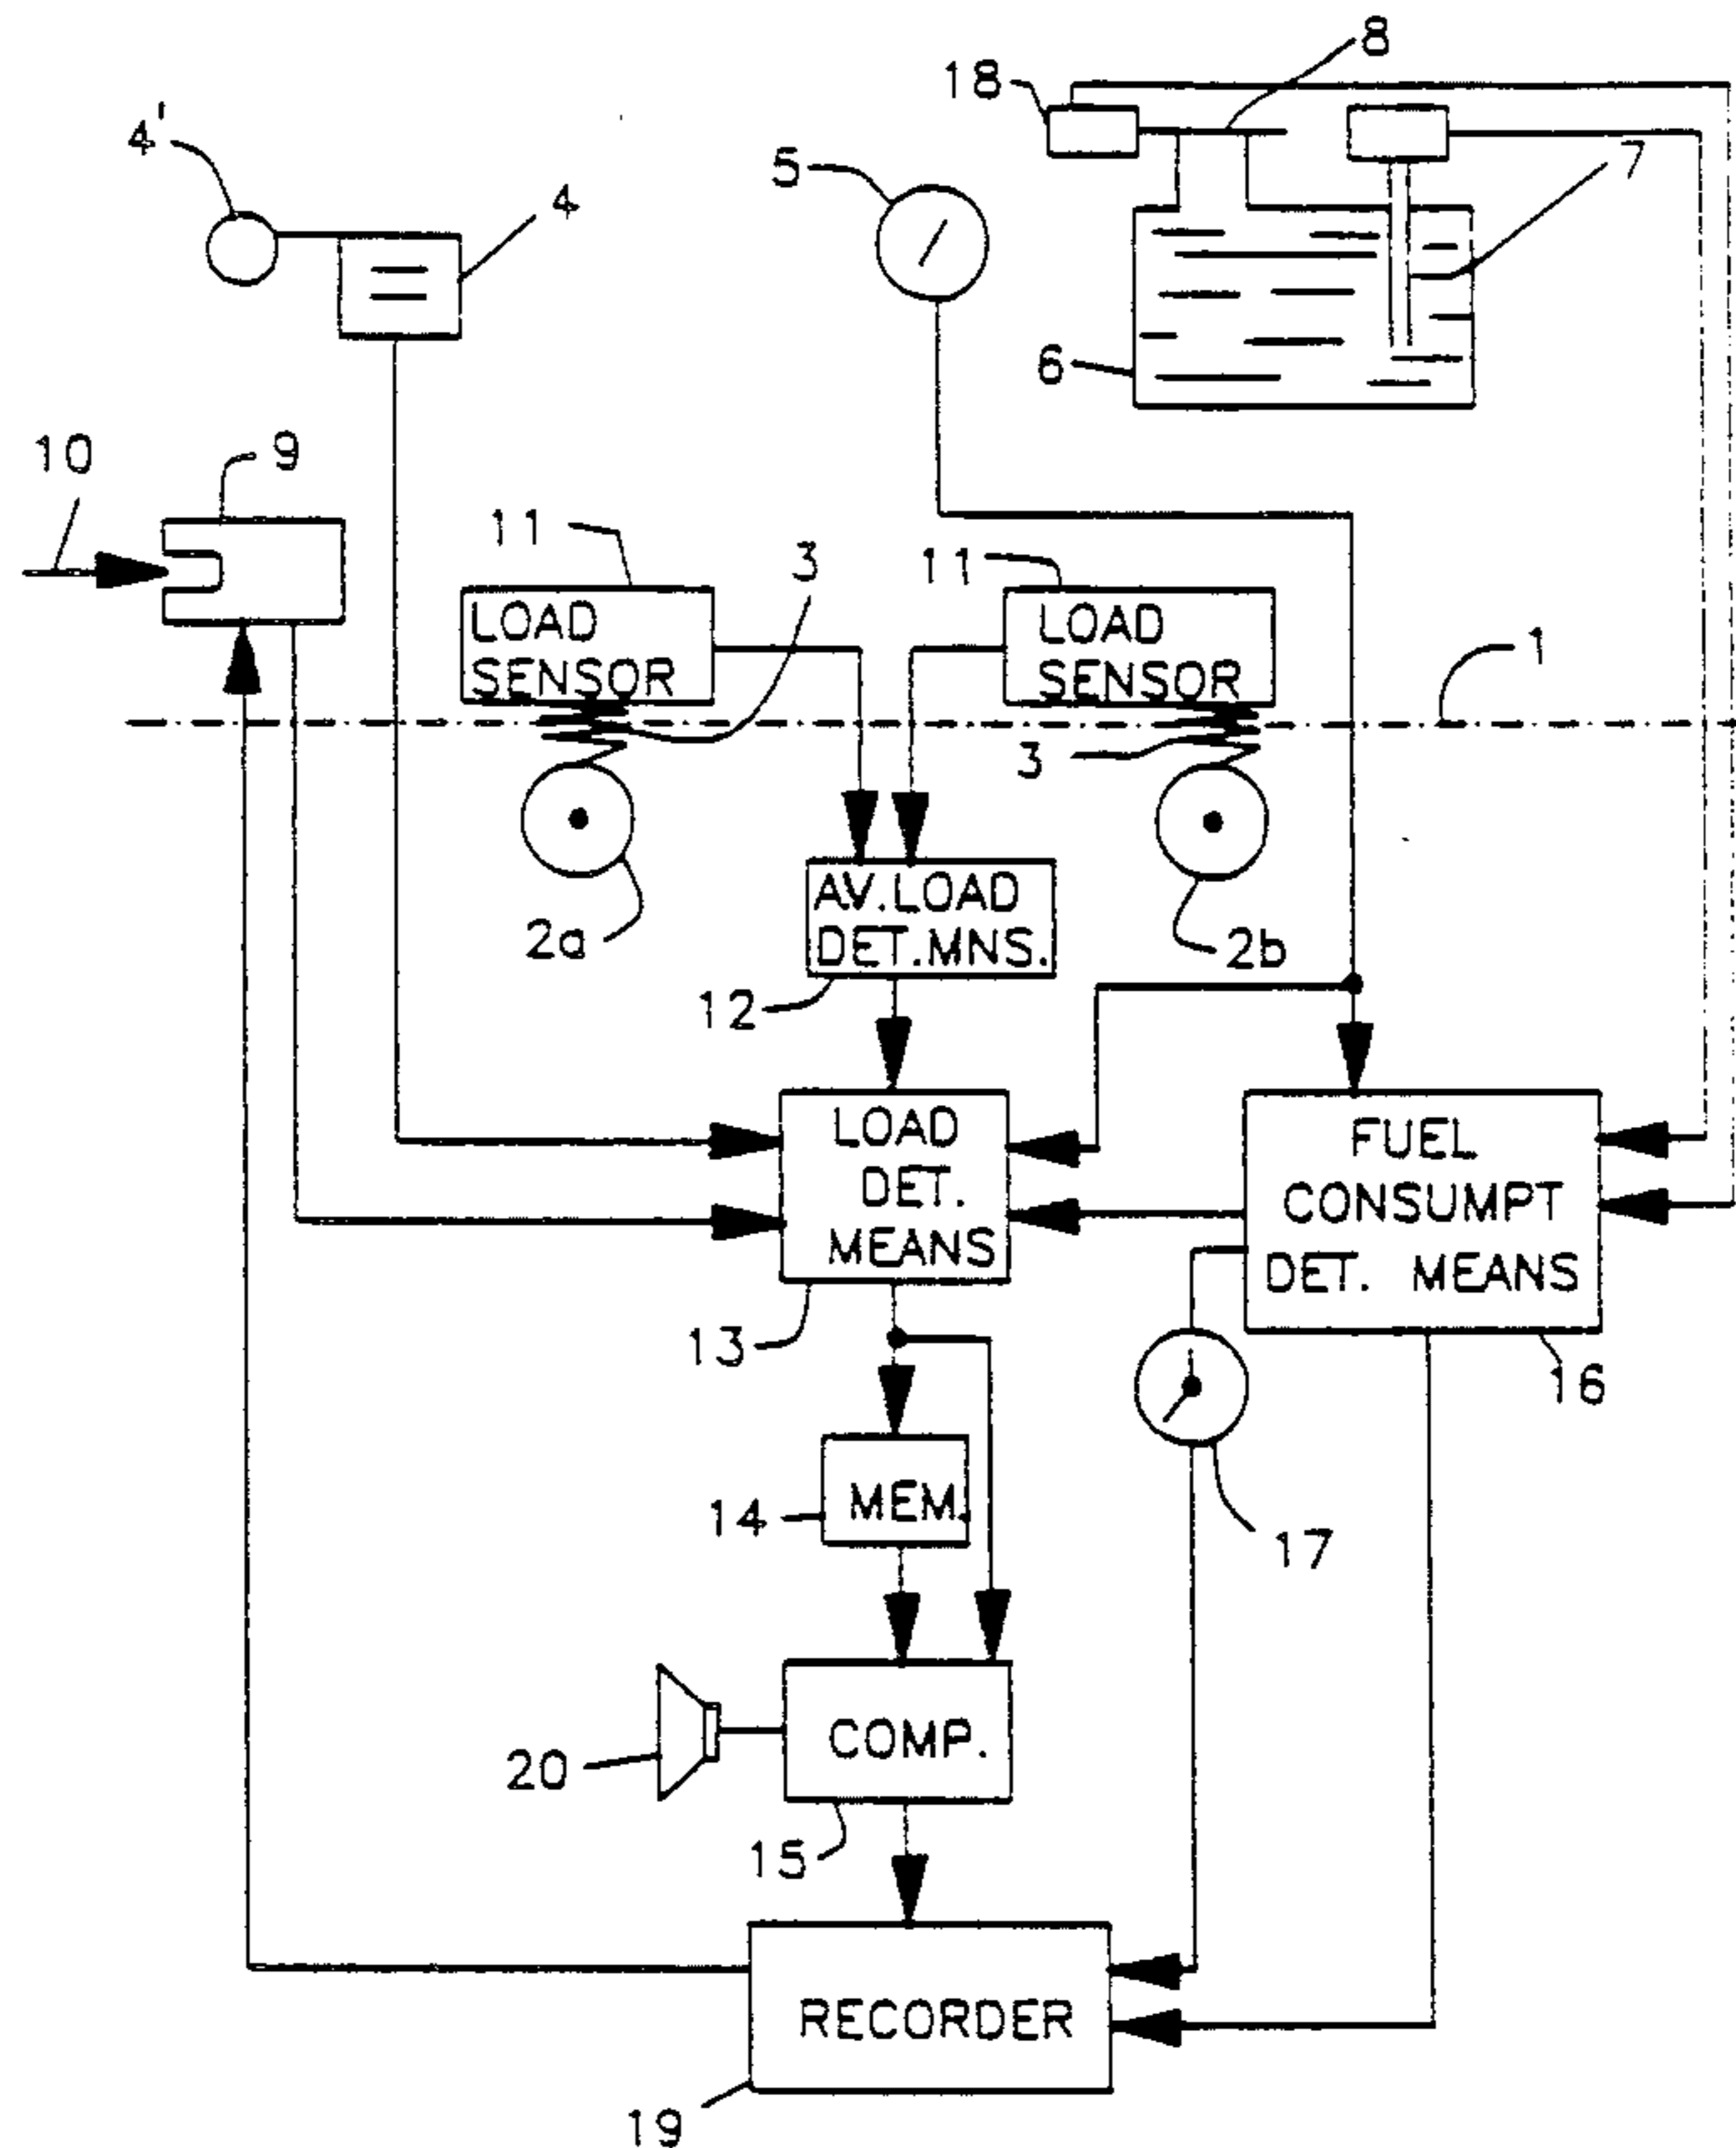 8
18
4'
4
5
7
6
10
9
11
3
11
LOAD
SENSOR
LOAD
SENSOR
1
3
2a
AV.LOAD
DET.MNS.
2b
12
LOAD
DET.
MEANS
FUEL
CONSUMPT
DET. MEANS
13
16
14
MEM.
17
20
COMP.
15
RECORDER
19